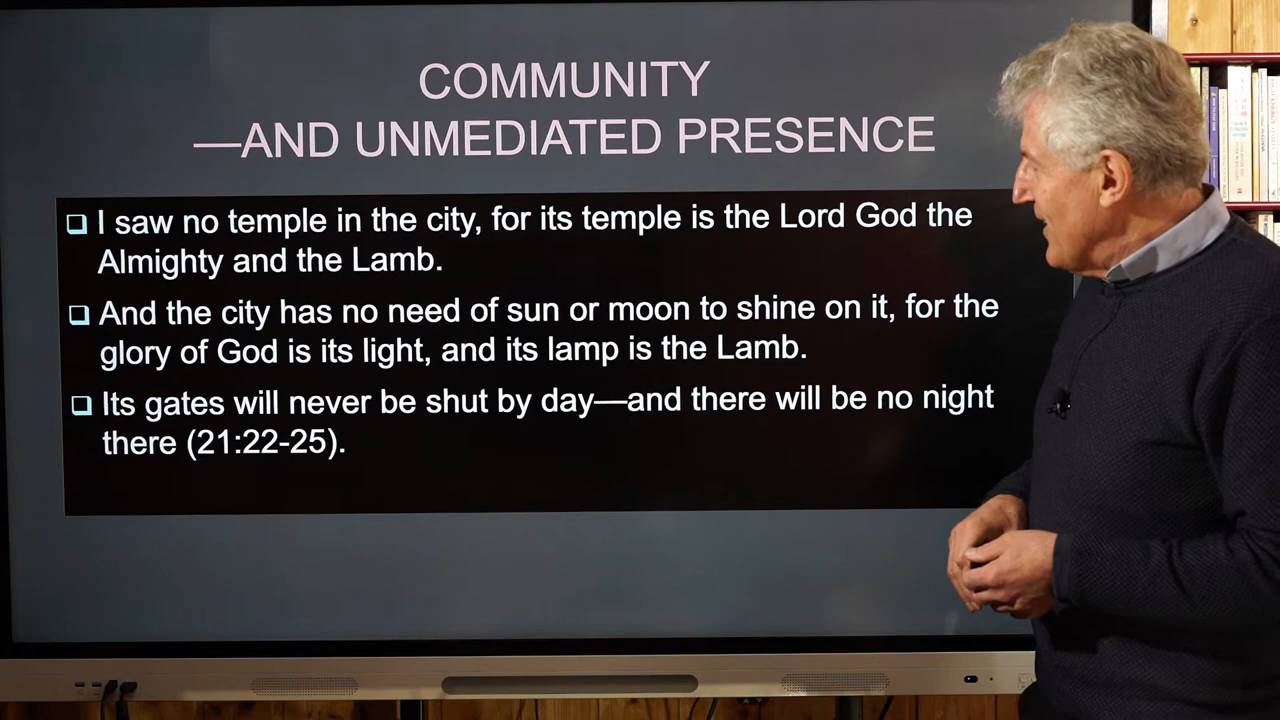 COMMUNITY
—AND UNMEDIATED PRESENCE
❑ I saw no temple in the city, for its temple is the Lord God the
Almighty and the Lamb.
❑ And the city has no need of sun or moon to shine on it, for the
glory of God is its light, and its lamp is the Lamb.
❑ Its gates will never be shut by day—and there will be no night
there (21:22-25).